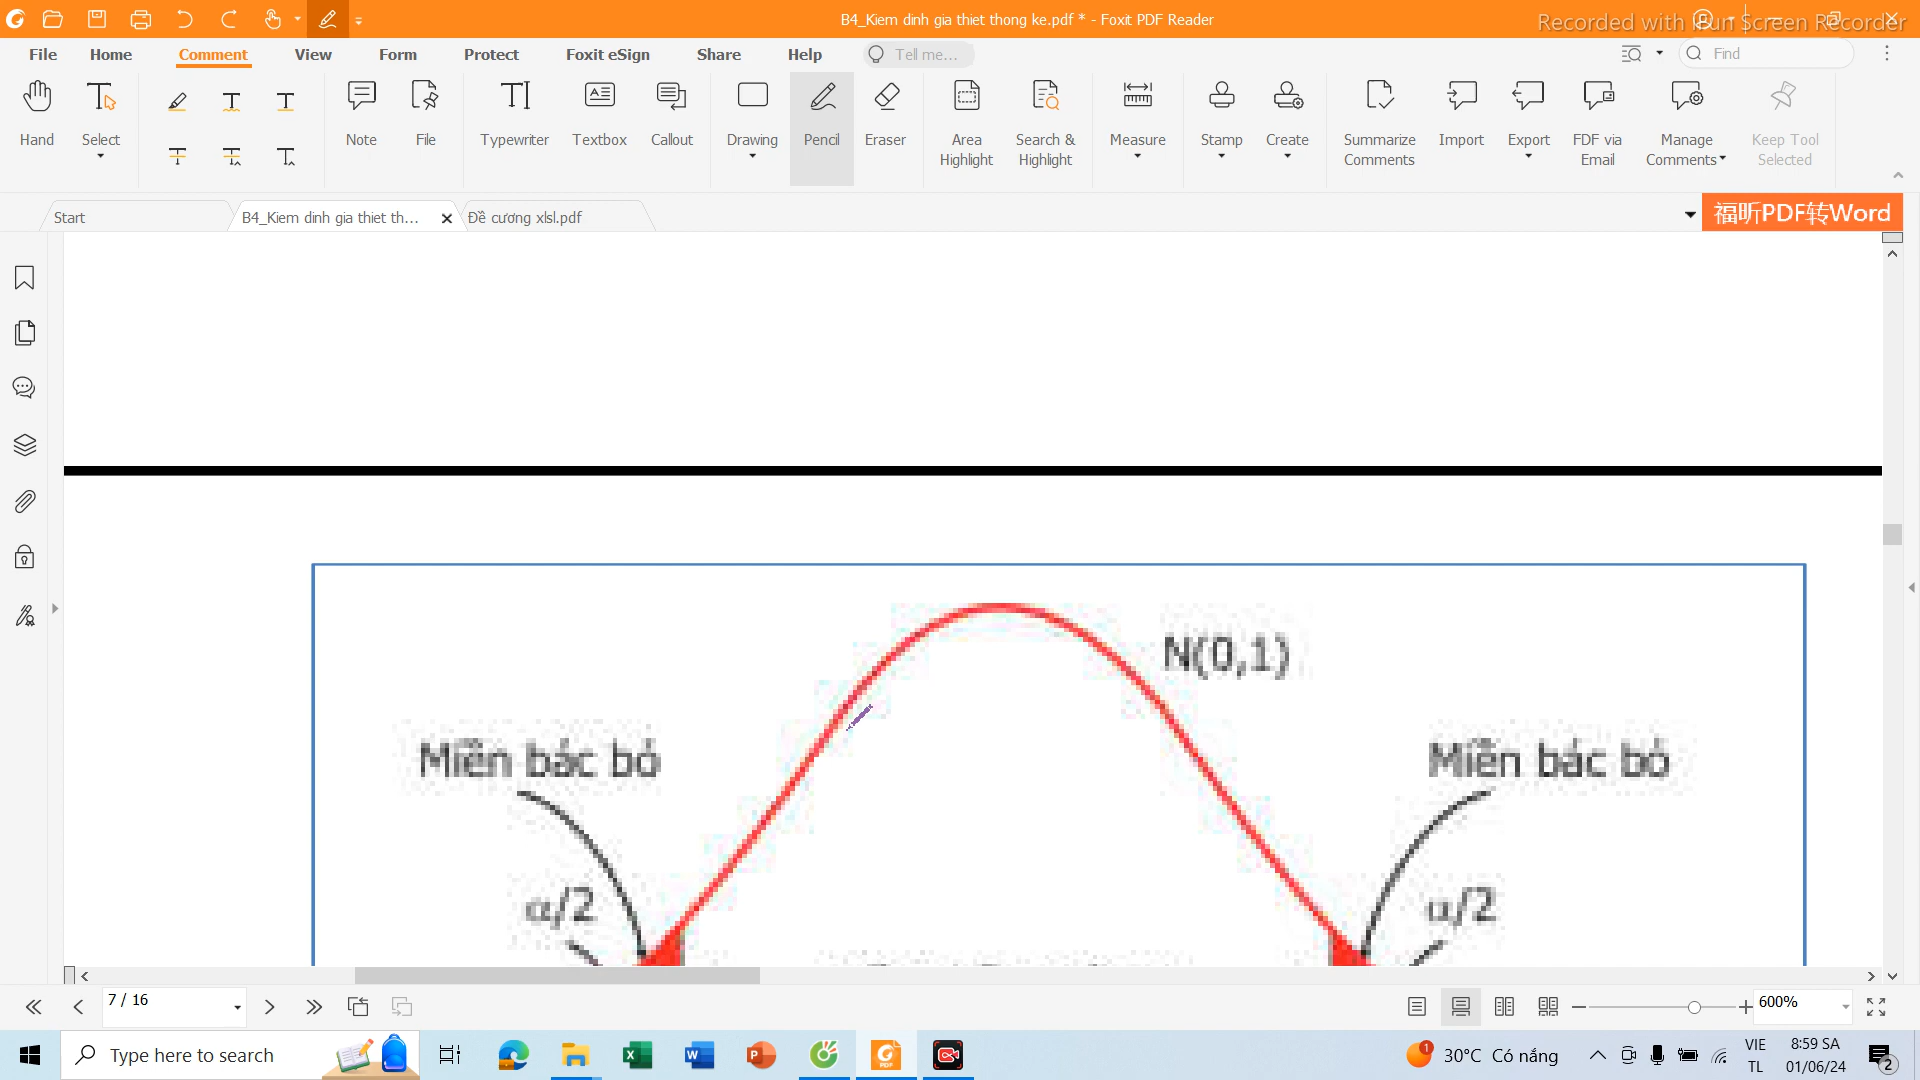 B4_Kiem dinh gia thiet thong ke.pdf * - Foxit PDF Reader
Recorded with iFun Screen Recorder
File Home Comment View Form Protect Foxit eSign Share Help Tell me... Find
Hand Select Note File Typewriter Textbox Callout Drawing Pencil Eraser Area Highlight Search & Highlight Measure Stamp Create Summarize Comments Import Export FDF via Email Manage Comments Keep Tool Selected
Start B4_Kiem dinh gia thiet th... Đề cương xlsl.pdf 福昕PDF转Word
N(0,1)
Miền bác bỏ Miền bác bỏ
α/2 α/2
7 / 16 600%
Type here to search 30°C Có nắng VIE TL 8:59 SA 01/06/24 2